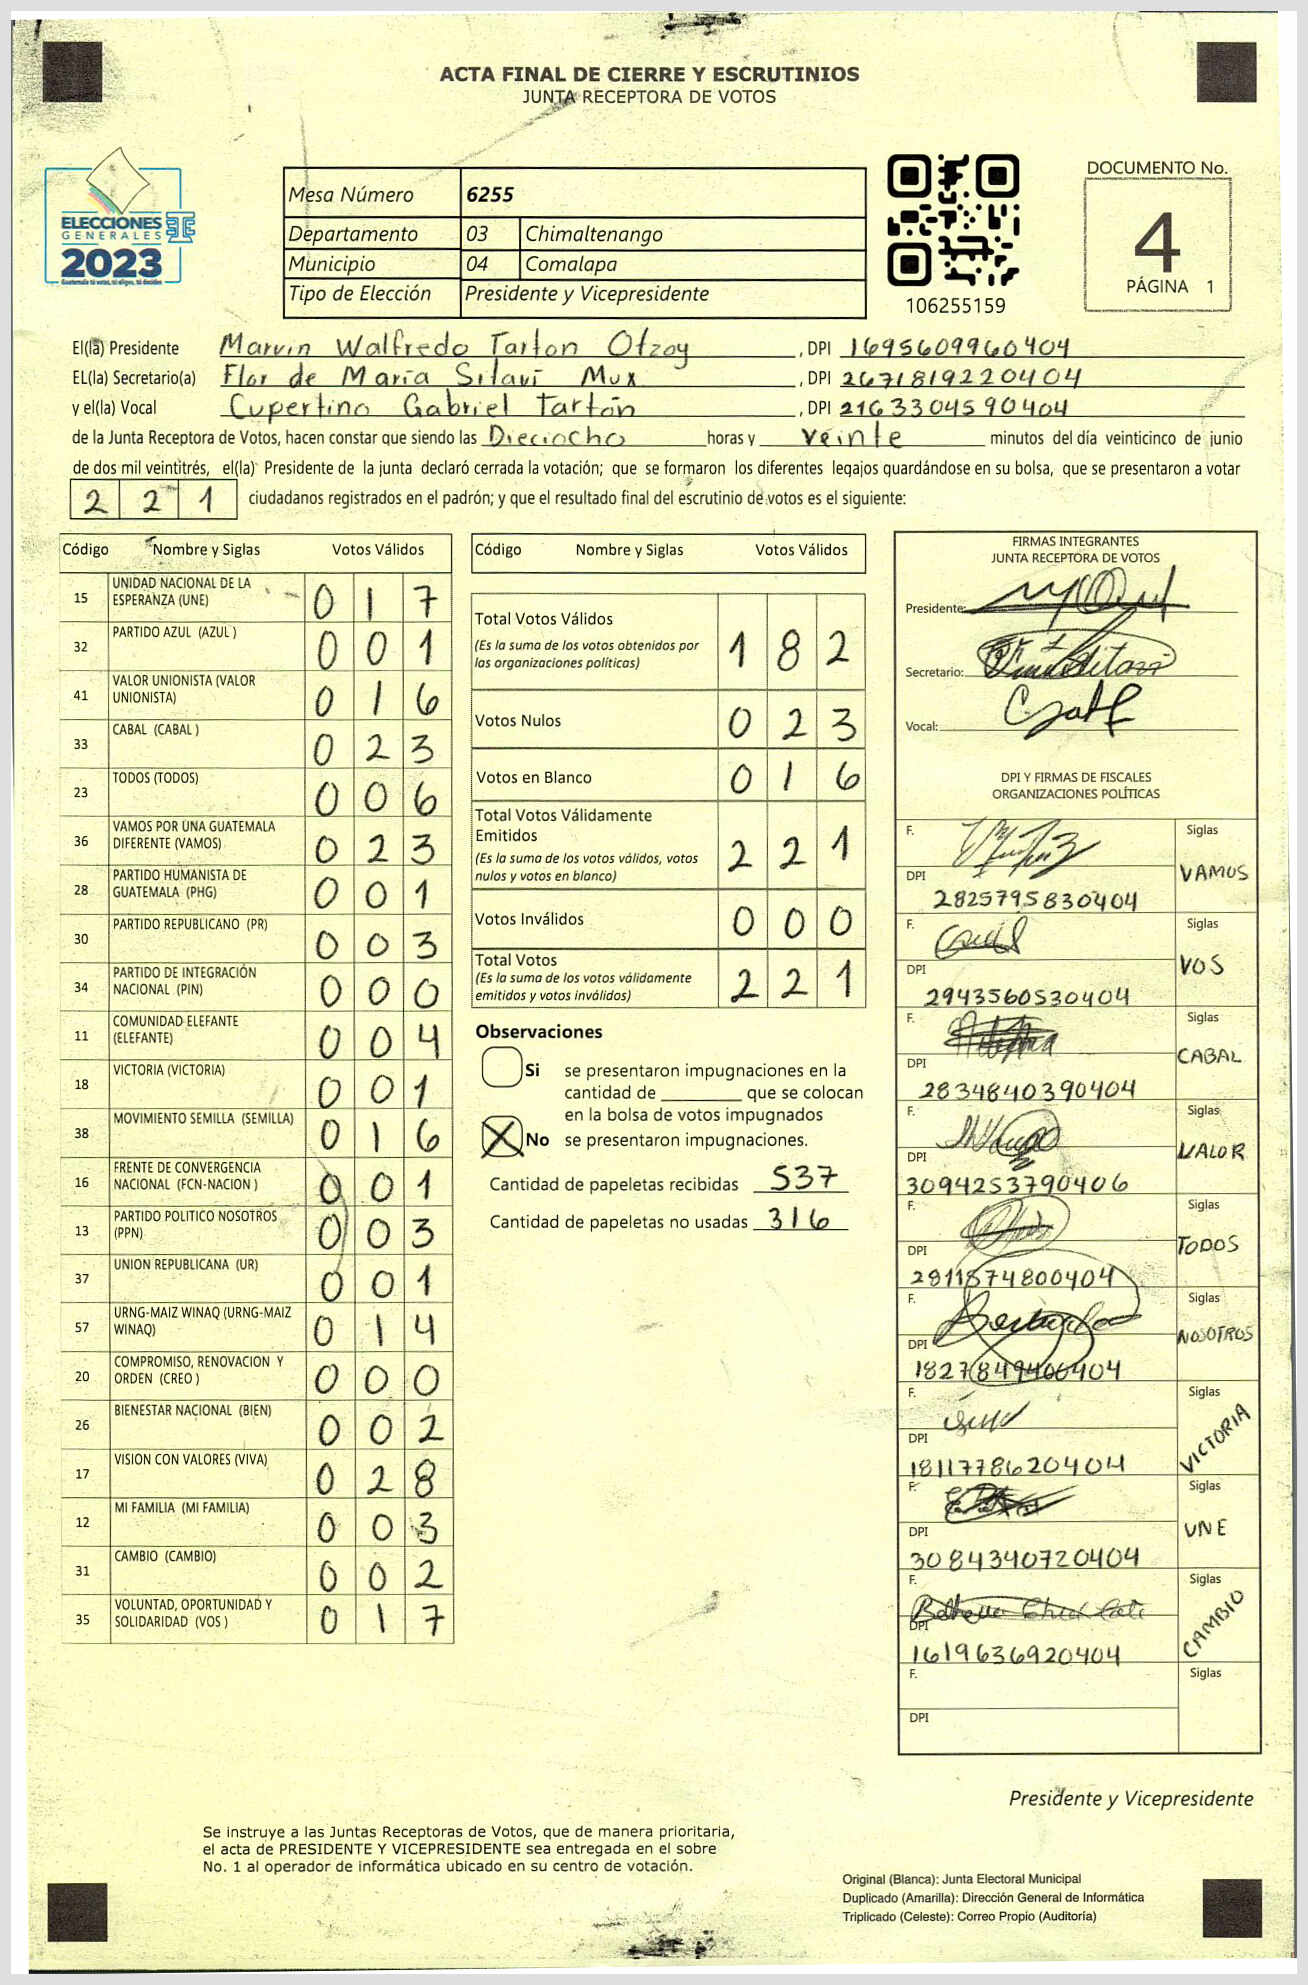 ACTA FINAL DE CIERRE Y ESCRUTINIOS
JUNTA RECEPTORA DE VOTOS
ELECCIONES
GENERALES
2023
Guatemala tú votas, tú eliges, tú decides
TSE
Mesa Número 6255
Departamento 03 Chimaltenango
Municipio 04 Comalapa
Tipo de Elección Presidente y Vicepresidente
106255159
DOCUMENTO No.
4
PÁGINA 1
El(la) Presidente Marvin Walfredo Tarton Otzoy, DPI 1695609960404
EL(la) Secretario(a) Flor de María Silaví Mux, DPI 2671819220404
y el(la) Vocal Cupertino Gabriel Tartón, DPI 2163304590404
de la Junta Receptora de Votos, hacen constar que siendo las Dieciocho horas y veinte minutos del día veinticinco de junio
de dos mil veintitrés, el(la) Presidente de la junta declaró cerrada la votación; que se formaron los diferentes legajos guardándose en su bolsa, que se presentaron a votar
2 2 1 ciudadanos registrados en el padrón; y que el resultado final del escrutinio de votos es el siguiente:
Código Nombre y Siglas Votos Válidos
15 UNIDAD NACIONAL DE LA ESPERANZA (UNE) 0 1 7
32 PARTIDO AZUL (AZUL ) 0 0 1
41 VALOR UNIONISTA (VALOR UNIONISTA) 0 1 6
33 CABAL (CABAL ) 0 2 3
23 TODOS (TODOS) 0 0 6
36 VAMOS POR UNA GUATEMALA DIFERENTE (VAMOS) 0 2 3
28 PARTIDO HUMANISTA DE GUATEMALA (PHG) 0 0 1
30 PARTIDO REPUBLICANO (PR) 0 0 3
34 PARTIDO DE INTEGRACIÓN NACIONAL (PIN) 0 0 0
11 COMUNIDAD ELEFANTE (ELEFANTE) 0 0 4
18 VICTORIA (VICTORIA) 0 0 1
38 MOVIMIENTO SEMILLA (SEMILLA) 0 1 6
16 FRENTE DE CONVERGENCIA NACIONAL (FCN-NACION ) 0 0 1
13 PARTIDO POLITICO NOSOTROS (PPN) 0 0 3
37 UNION REPUBLICANA (UR) 0 0 1
57 URNG-MAIZ WINAQ (URNG-MAIZ WINAQ) 0 1 4
20 COMPROMISO, RENOVACION Y ORDEN (CREO ) 0 0 0
26 BIENESTAR NACIONAL (BIEN) 0 0 2
17 VISION CON VALORES (VIVA) 0 2 8
12 MI FAMILIA (MI FAMILIA) 0 0 3
31 CAMBIO (CAMBIO) 0 0 2
35 VOLUNTAD, OPORTUNIDAD Y SOLIDARIDAD (VOS ) 0 1 7
Código Nombre y Siglas Votos Válidos
Total Votos Válidos 1 8 2
(Es la suma de los votos obtenidos por
las organizaciones políticas)
Votos Nulos 0 2 3
Votos en Blanco 0 1 6
Total Votos Válidamente
Emitidos 2 2 1
(Es la suma de los votos válidos, votos
nulos y votos en blanco)
Votos Inválidos 0 0 0
Total Votos 2 2 1
(Es la suma de los votos válidamente
emitidos y votos inválidos)
Observaciones
Si se presentaron impugnaciones en la
cantidad de ________ que se colocan
en la bolsa de votos impugnados
No se presentaron impugnaciones.
Cantidad de papeletas recibidas 537
Cantidad de papeletas no usadas 316
FIRMAS INTEGRANTES
JUNTA RECEPTORA DE VOTOS
Presidente:
Secretario:
Vocal:
DPI Y FIRMAS DE FISCALES
ORGANIZACIONES POLÍTICAS
F. Siglas VAMOS
DPI 2825795830404
F. Siglas VOS
DPI 2943560530404
F. Siglas CABAL
DPI 2834840390404
F. Siglas VALOR
DPI 3094253790406
F. Siglas TODOS
DPI 2911874800404
F. Siglas NOSOTROS
DPI 1827849400404
F. Siglas VICTORIA
DPI 1811778620404
F. Siglas UNE
DPI 3084340720404
F. Siglas CAMBIO
DPI 1619636920404
F. Siglas
DPI
Presidente y Vicepresidente
Se instruye a las Juntas Receptoras de Votos, que de manera prioritaria,
el acta de PRESIDENTE Y VICEPRESIDENTE sea entregada en el sobre
No. 1 al operador de informática ubicado en su centro de votación.
Original (Blanca): Junta Electoral Municipal
Duplicado (Amarilla): Dirección General de Informática
Triplicado (Celeste): Correo Propio (Auditoría)